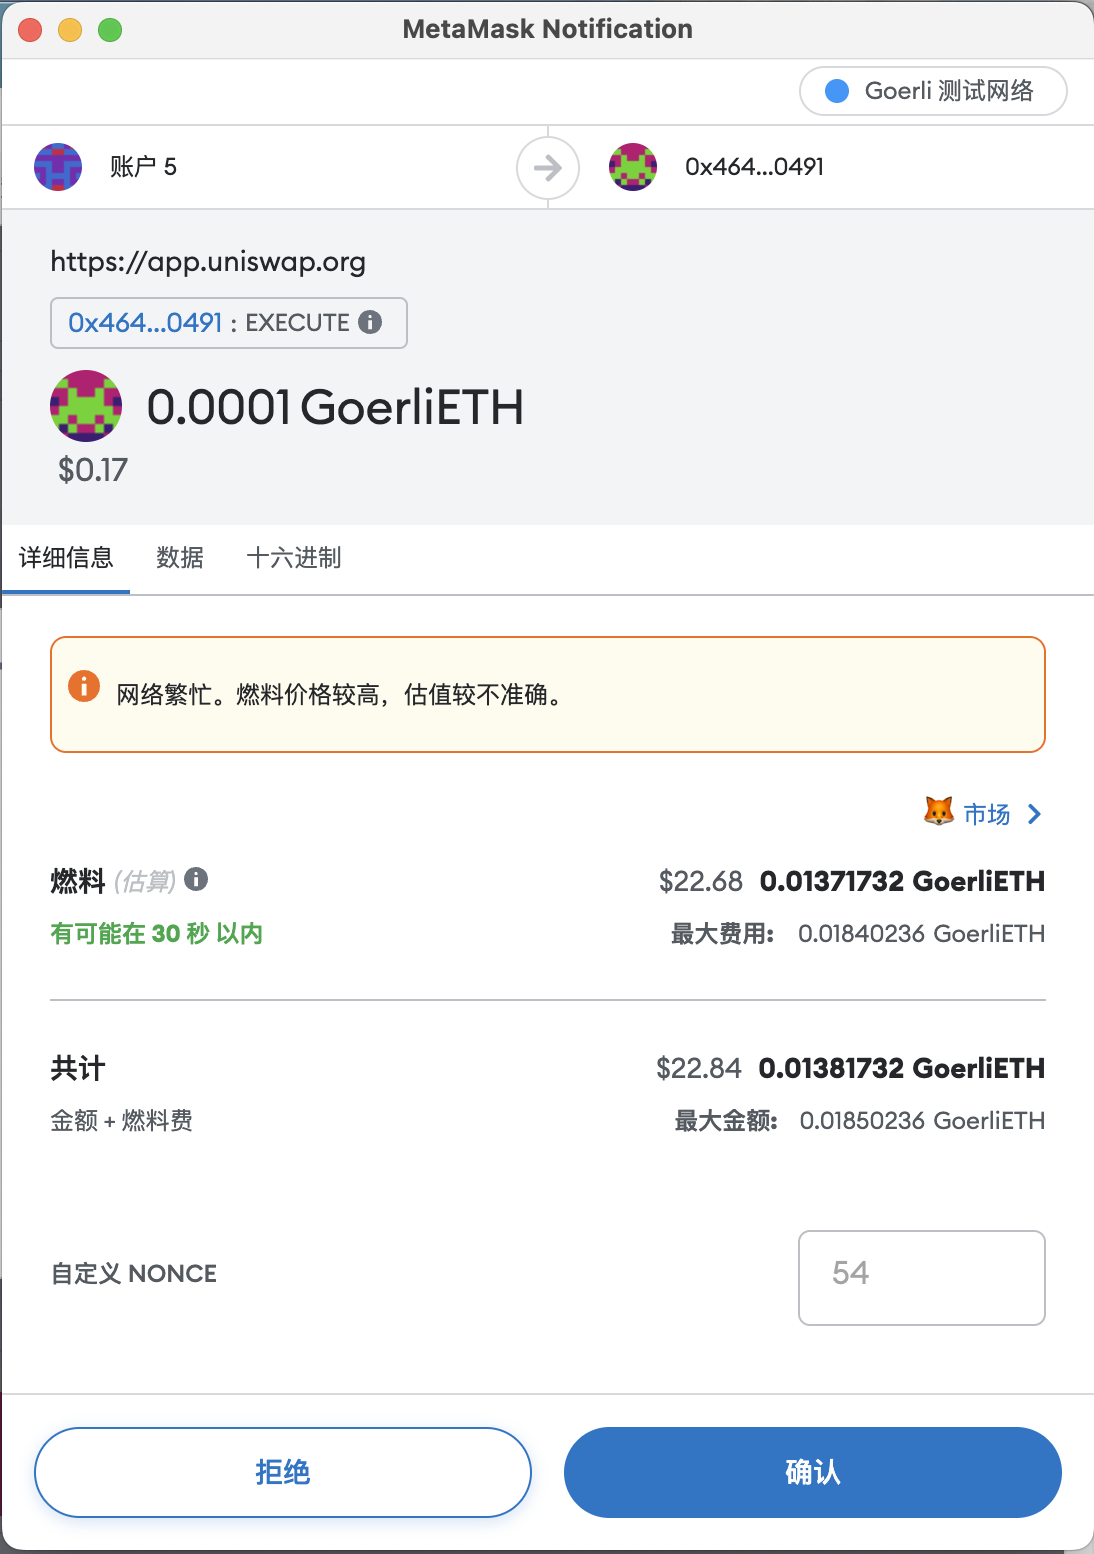 MetaMask Notification
Goerli 测试网络
账户 5
0x464...0491
https://app.uniswap.org
0x464...0491 : EXECUTE
0.0001 GoerliETH
$0.17
详细信息 数据 十六进制
网络繁忙。燃料价格较高，估值较不准确。
市场
燃料 (估算) $22.68 0.01371732 GoerliETH
有可能在 30 秒 以内 最大费用: 0.01840236 GoerliETH
共计 $22.84 0.01381732 GoerliETH
金额 + 燃料费 最大金额: 0.01850236 GoerliETH
自定义 NONCE 54
拒绝 确认